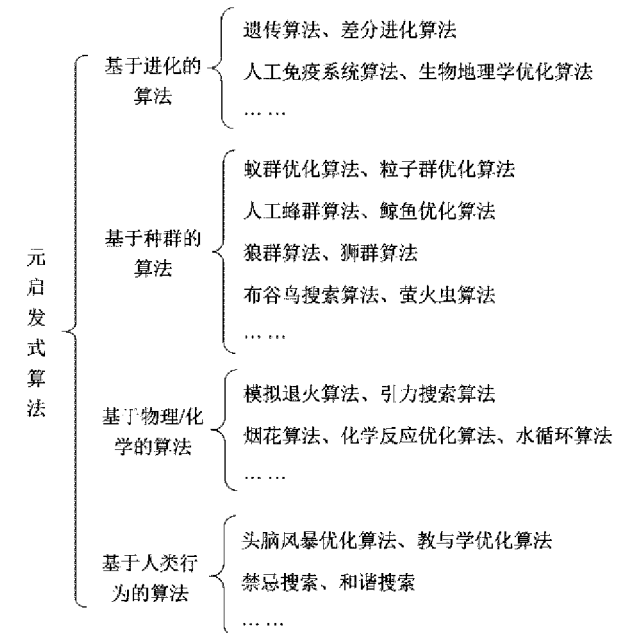 元启发式算法
基于进化的
算法
遗传算法、差分进化算法
人工免疫系统算法、生物地理学优化算法
… …
基于种群的
算法
蚁群优化算法、粒子群优化算法
人工蜂群算法、鲸鱼优化算法
狼群算法、狮群算法
布谷鸟搜索算法、萤火虫算法
… …
基于物理/化
学的算法
模拟退火算法、引力搜索算法
烟花算法、化学反应优化算法、水循环算法
… …
基于人类行
为的算法
头脑风暴优化算法、教与学优化算法
禁忌搜索、和谐搜索
… …